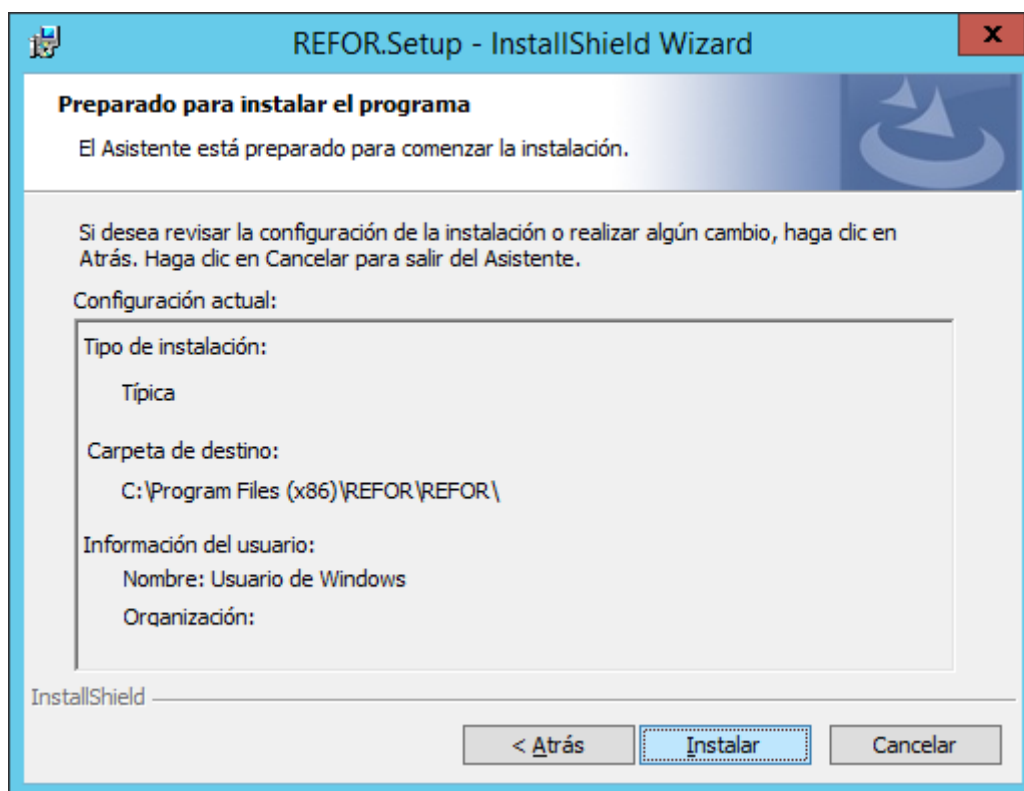 REFOR.Setup - InstallShield Wizard
x
Preparado para instalar el programa
El Asistente está preparado para comenzar la instalación.
Si desea revisar la configuración de la instalación o realizar algún cambio, haga clic en
Atrás. Haga clic en Cancelar para salir del Asistente.
Configuración actual:
Tipo de instalación:
Típica
Carpeta de destino:
C:\Program Files (x86)\REFOR\REFOR\
Información del usuario:
Nombre: Usuario de Windows
Organización:
InstallShield
< Atrás Instalar Cancelar